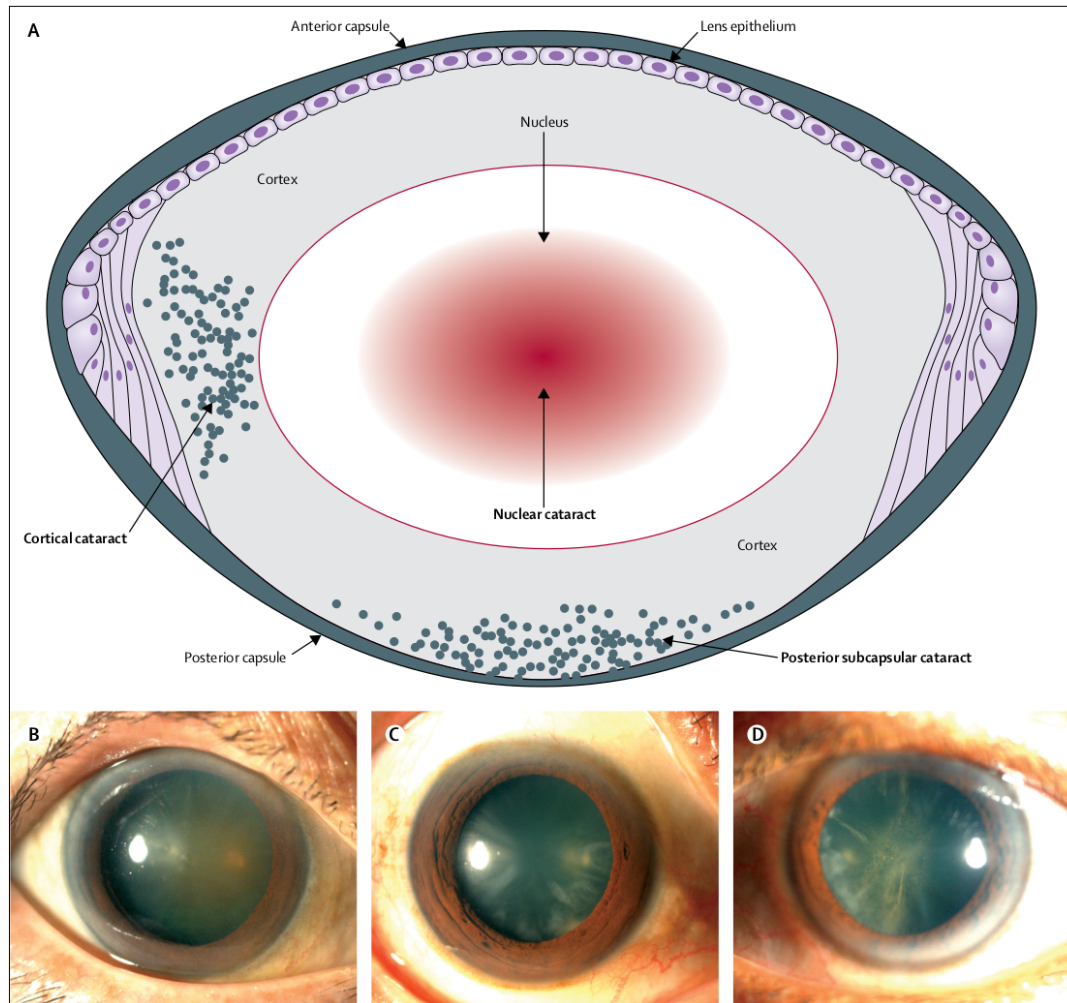 A
Anterior capsule
Lens epithelium
Nucleus
Cortex
Nuclear cataract
Cortical cataract
Cortex
Posterior capsule
Posterior subcapsular cataract
B
C
D